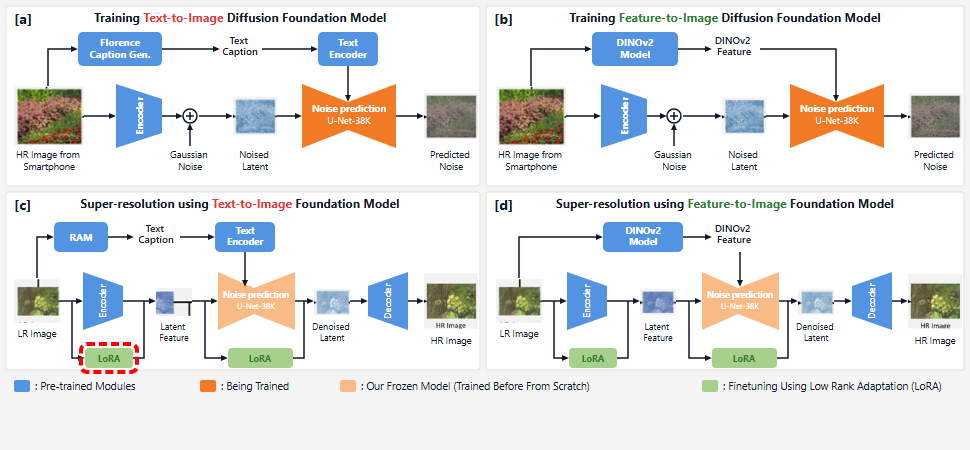 [a] Training Text-to-Image Diffusion Foundation Model
Florence
Caption Gen.
Text
Caption
Text
Encoder
Encoder
Noise prediction
U-Net-38K
HR Image from
Smartphone
Gaussian
Noise
Noised
Latent
Predicted
Noise
[b] Training Feature-to-Image Diffusion Foundation Model
DINOv2
Model
DINOv2
Feature
Encoder
Noise prediction
U-Net-38K
HR Image from
Smartphone
Gaussian
Noise
Noised
Latent
Predicted
Noise
[c] Super-resolution using Text-to-Image Foundation Model
RAM
Text
Caption
Text
Encoder
Encoder
Noise prediction
U-Net-38K
Decoder
LR Image
Latent
Feature
Denoised
Latent
HR Image
HR Image
LoRA
LoRA
[d] Super-resolution using Feature-to-Image Foundation Model
DINOv2
Model
DINOv2
Feature
Encoder
Noise prediction
U-Net-38K
Decoder
LR Image
Latent
Feature
Denoised
Latent
HR Image
HR Image
LoRA
LoRA
: Pre-trained Modules
: Being Trained
: Our Frozen Model (Trained Before From Scratch)
: Finetuning Using Low Rank Adaptation (LoRA)